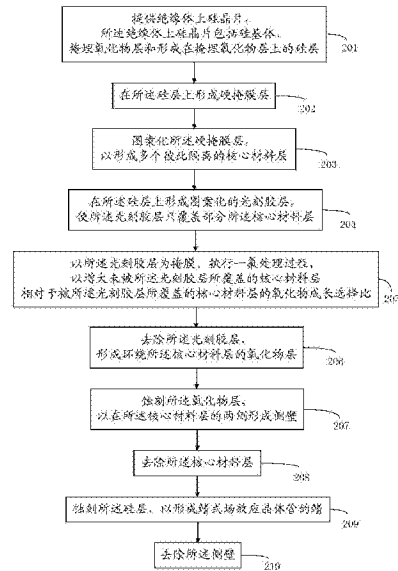 提供绝缘体上硅晶片,
所述绝缘体上硅晶片包括硅基体、
掩埋氧化物层和形成在掩埋氧化物层上的硅层
201
在所述硅层上形成硬掩膜层
202
图案化所述硬掩膜层,
以形成多个彼此隔离的核心材料层
203
在所述硅层上形成图案化的光刻胶层,
使所述光刻胶层只覆盖部分所述核心材料层
204
以所述光刻胶层为掩膜,执行一氟处理过程,
以增大未被所述光刻胶层所覆盖的核心材料层
相对于被所述光刻胶层所覆盖的核心材料层的氧化物成长选择比
205
去除所述光刻胶层,
形成环绕所述核心材料层的氧化物层
206
蚀刻所述氧化物层,
以在所述核心材料层的两侧形成侧壁
207
去除所述核心材料层
208
蚀刻所述硅层,以形成鳍式场效应晶体管的鳍
209
去除所述侧壁
210